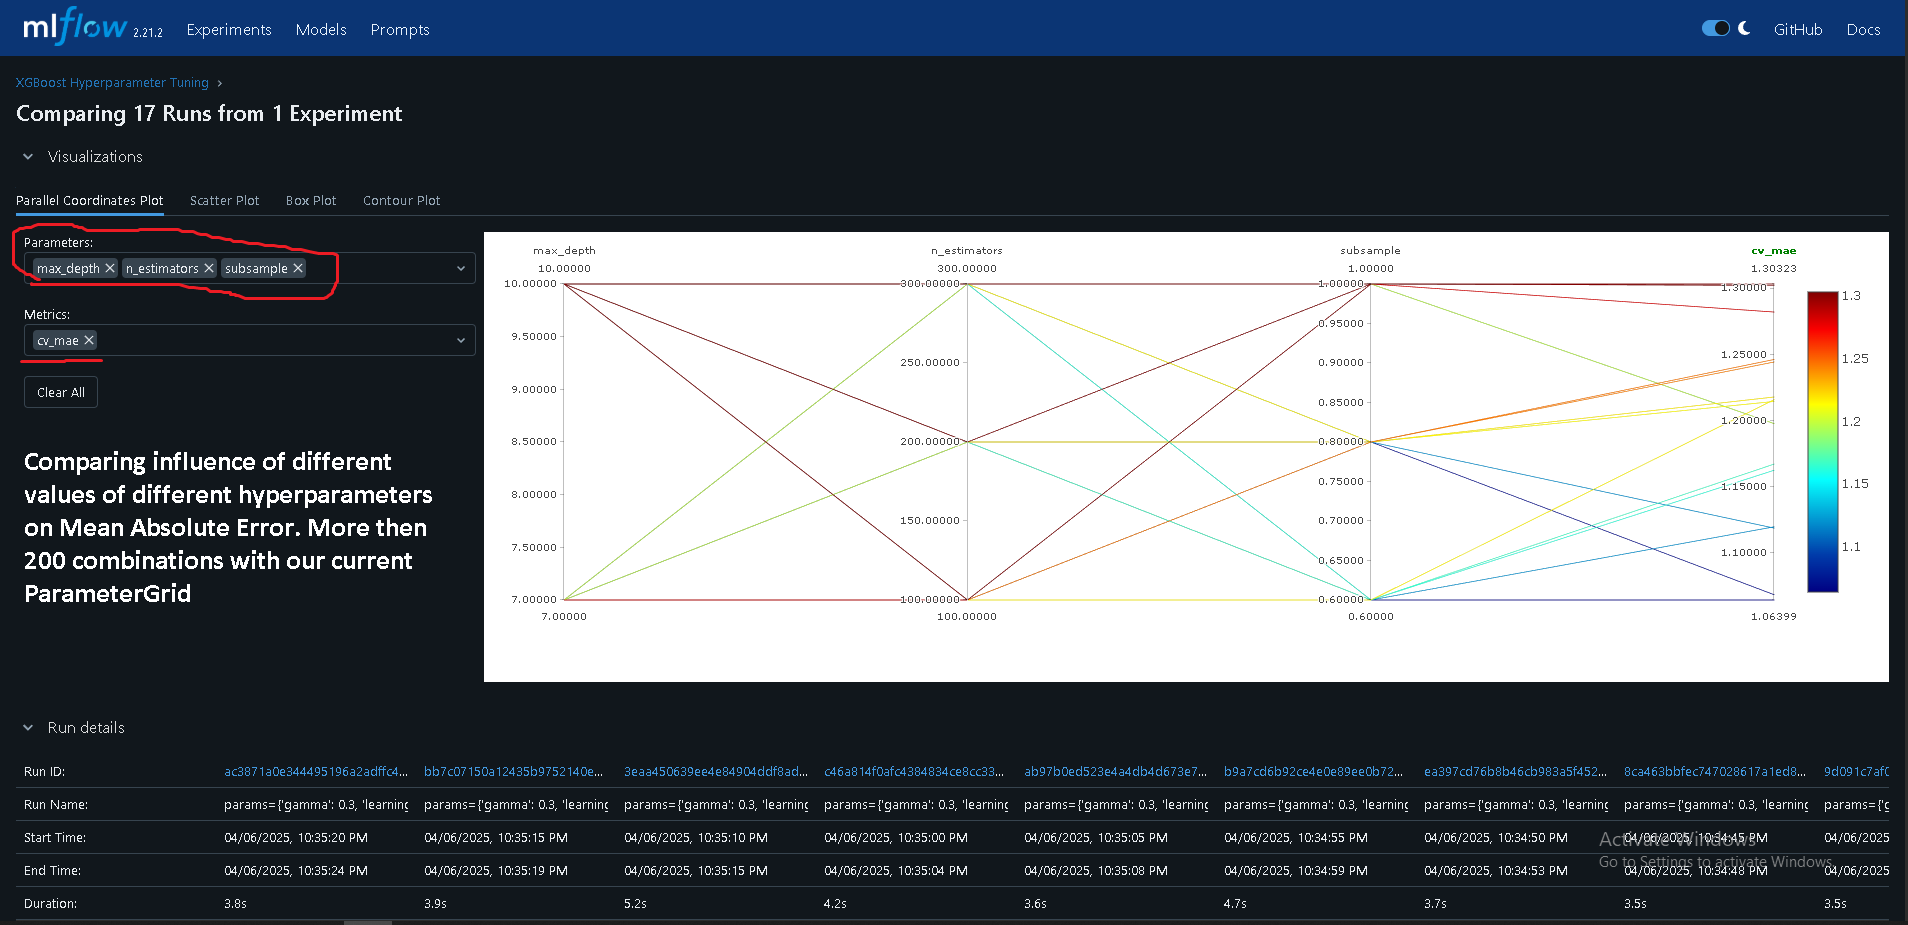 mlflow 2.21.2 Experiments Models Prompts GitHub Docs
XGBoost Hyperparameter Tuning ›
Comparing 17 Runs from 1 Experiment
Visualizations
Parallel Coordinates Plot Scatter Plot Box Plot Contour Plot
Parameters:
max_depth n_estimators subsample
Metrics:
cv_mae
Clear All
Comparing influence of different
values of different hyperparameters
on Mean Absolute Error. More then
200 combinations with our current
ParameterGrid
max_depth n_estimators subsample cv_mae
10.00000 300.00000 1.00000 1.30323
10.00000
9.50000
9.00000
8.50000
8.00000
7.50000
7.00000
7.00000
300.00000
250.00000
200.00000
150.00000
100.00000
100.00000
1.00000
0.95000
0.90000
0.85000
0.80000
0.75000
0.70000
0.65000
0.60000
0.60000
1.30000
1.25000
1.20000
1.15000
1.10000
1.06399
1.3
1.25
1.2
1.15
1.1
Run details
Run ID: ac3871a0e344495196a2adffc4... bb7c07150a12435b9752140e... 3eaa450639ee4e84904ddf8ad... c46a814f0afc4384834ce8cc33... ab97b0ed523e4a4db4d673e7... b9a7cd6b92ce4e0e89ee0b72... ea397cd76b8b46cb983a5f452... 8ca463bbfec747028617a1ed8... 9d091c7af0
Run Name: params={'gamma': 0.3, 'learning params={'gamma': 0.3, 'learning params={'gamma': 0.3, 'learning params={'gamma': 0.3, 'learning params={'gamma': 0.3, 'learning params={'gamma': 0.3, 'learning params={'gamma': 0.3, 'learning params={'gamma': 0.3, 'learning params={'g
Start Time: 04/06/2025, 10:35:20 PM 04/06/2025, 10:35:15 PM 04/06/2025, 10:35:10 PM 04/06/2025, 10:35:00 PM 04/06/2025, 10:35:05 PM 04/06/2025, 10:34:55 PM 04/06/2025, 10:34:50 PM 04/06/2025, 10:34:45 PM 04/06/2025
Activate Windows
End Time: 04/06/2025, 10:35:24 PM 04/06/2025, 10:35:19 PM 04/06/2025, 10:35:15 PM 04/06/2025, 10:35:04 PM 04/06/2025, 10:35:08 PM 04/06/2025, 10:34:59 PM 04/06/2025, 10:34:53 PM 04/06/2025, 10:34:48 PM 04/06/2025
Go to Settings to activate Windows.
Duration: 3.8s 3.9s 5.2s 4.2s 3.6s 4.7s 3.7s 3.5s 3.5s